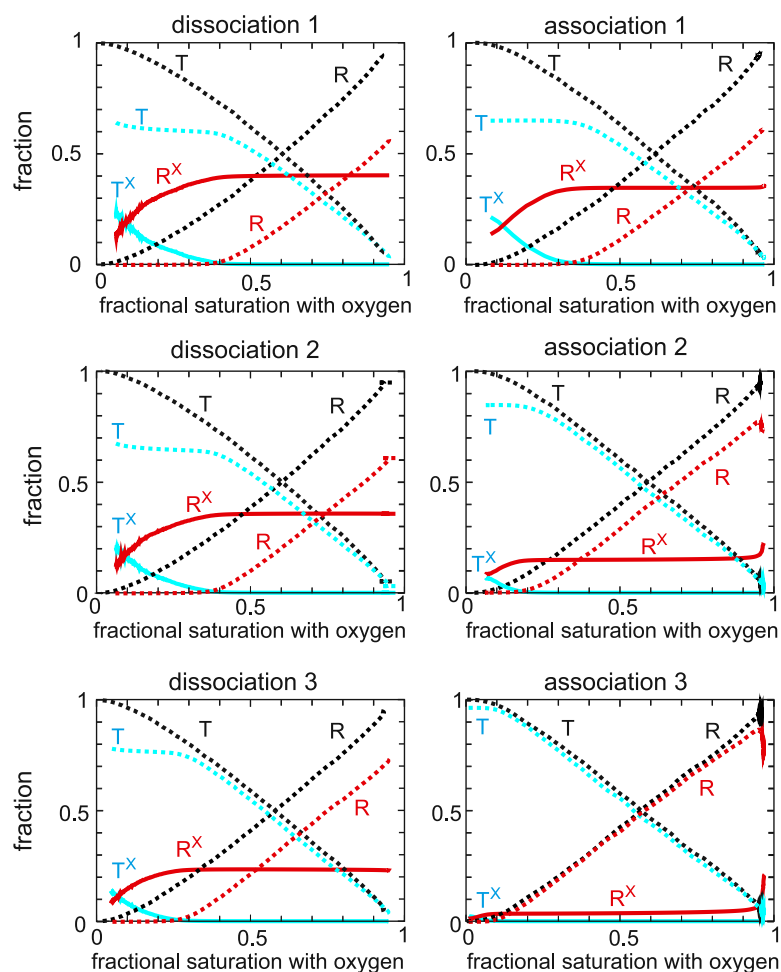 dissociation 1
1
T
R
T
0.5
fraction
R^X
T^X
R
0
0
0.5
1
fractional saturation with oxygen
association 1
1
T
R
T
0.5
R^X
T^X
R
0
0
0.5
1
fractional saturation with oxygen
dissociation 2
1
T
R
T
0.5
fraction
R^X
T^X
R
0
0
0.5
1
fractional saturation with oxygen
association 2
1
T
R
T
R
0.5
R^X
T^X
0
0
0.5
1
fractional saturation with oxygen
dissociation 3
1
T
T
R
R
0.5
fraction
R^X
T^X
0
0
0.5
1
fractional saturation with oxygen
association 3
1
T
T
R
R
0.5
T^X
R^X
0
0
0.5
1
fractional saturation with oxygen